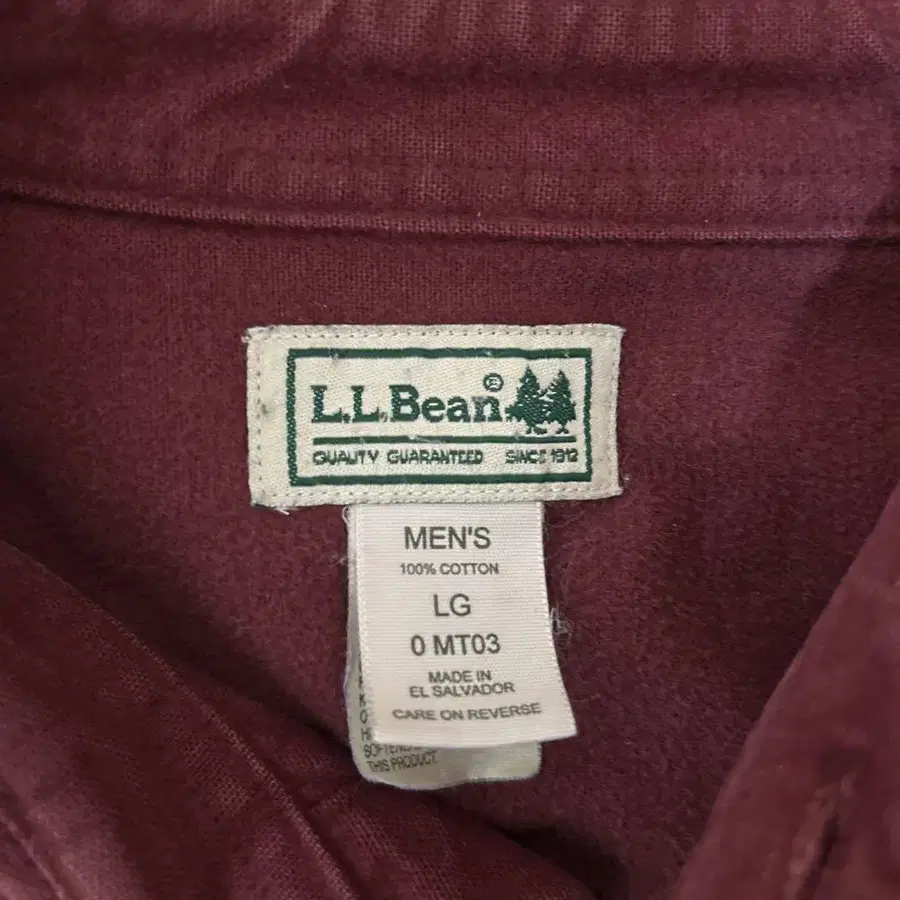 L.L.Bean®
QUALITY GUARANTEED SINCE 1912
MEN'S
100% COTTON
LG
0 MT03
MADE IN
EL SALVADOR
CARE ON REVERSE
THIS PRODUCT